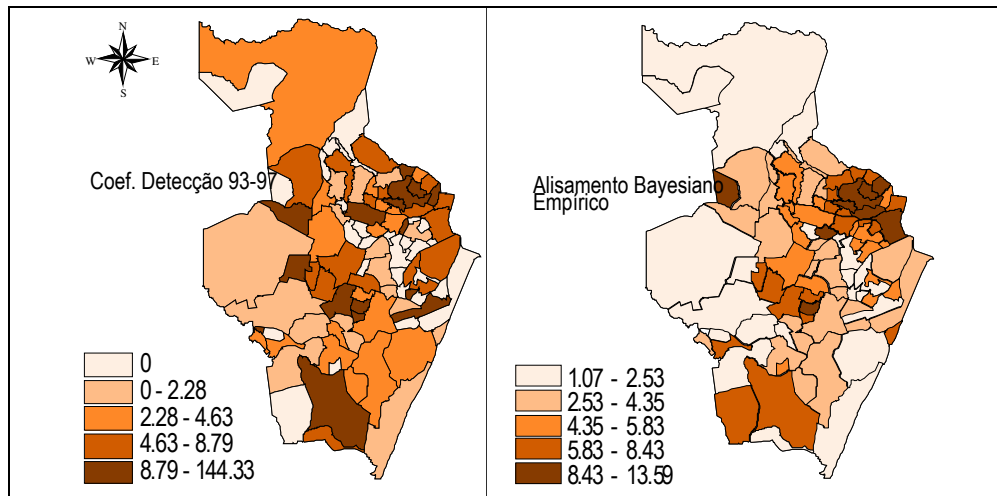 N
W E
S
Coef. Detecção 93-97
0
0 - 2.28
2.28 - 4.63
4.63 - 8.79
8.79 - 144.33
Alisamento Bayesiano
Empírico
1.07 - 2.53
2.53 - 4.35
4.35 - 5.83
5.83 - 8.43
8.43 - 13.59